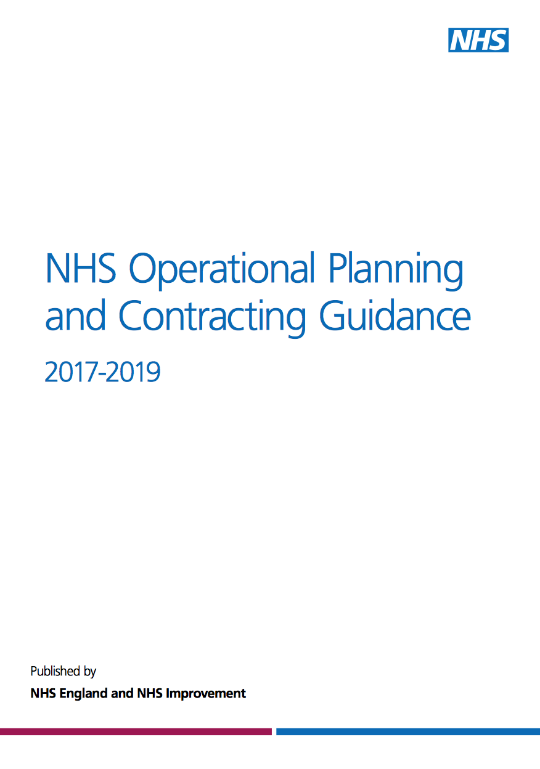 NHS
NHS Operational Planning
and Contracting Guidance
2017-2019
Published by
NHS England and NHS Improvement